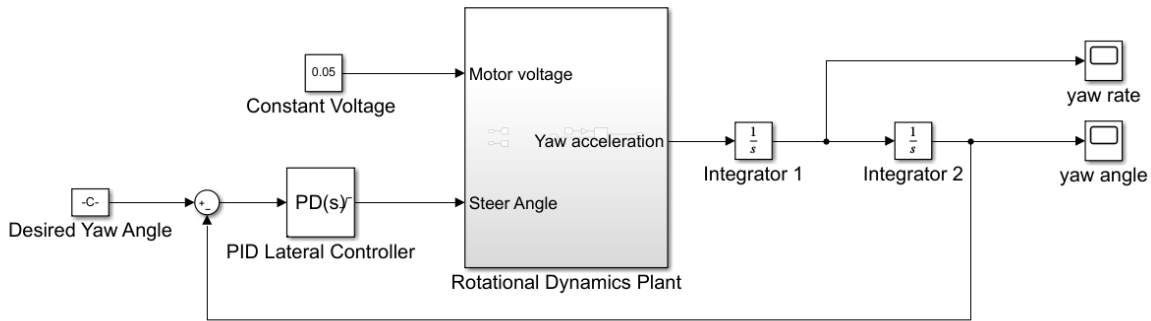 0.05
Constant Voltage
Motor voltage
Yaw acceleration
Steer Angle
Rotational Dynamics Plant
-C-
Desired Yaw Angle
+
−
PD(s)
PID Lateral Controller
1
s
Integrator 1
1
s
Integrator 2
yaw rate
yaw angle